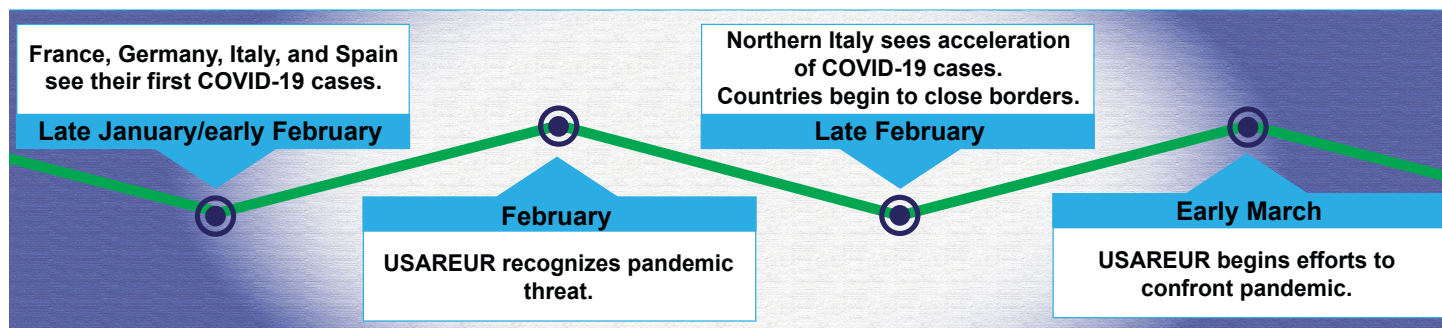 France, Germany, Italy, and Spain
see their first COVID-19 cases.
Late January/early February
February
USAREUR recognizes pandemic
threat.
Northern Italy sees acceleration
of COVID-19 cases.
Countries begin to close borders.
Late February
Early March
USAREUR begins efforts to
confront pandemic.